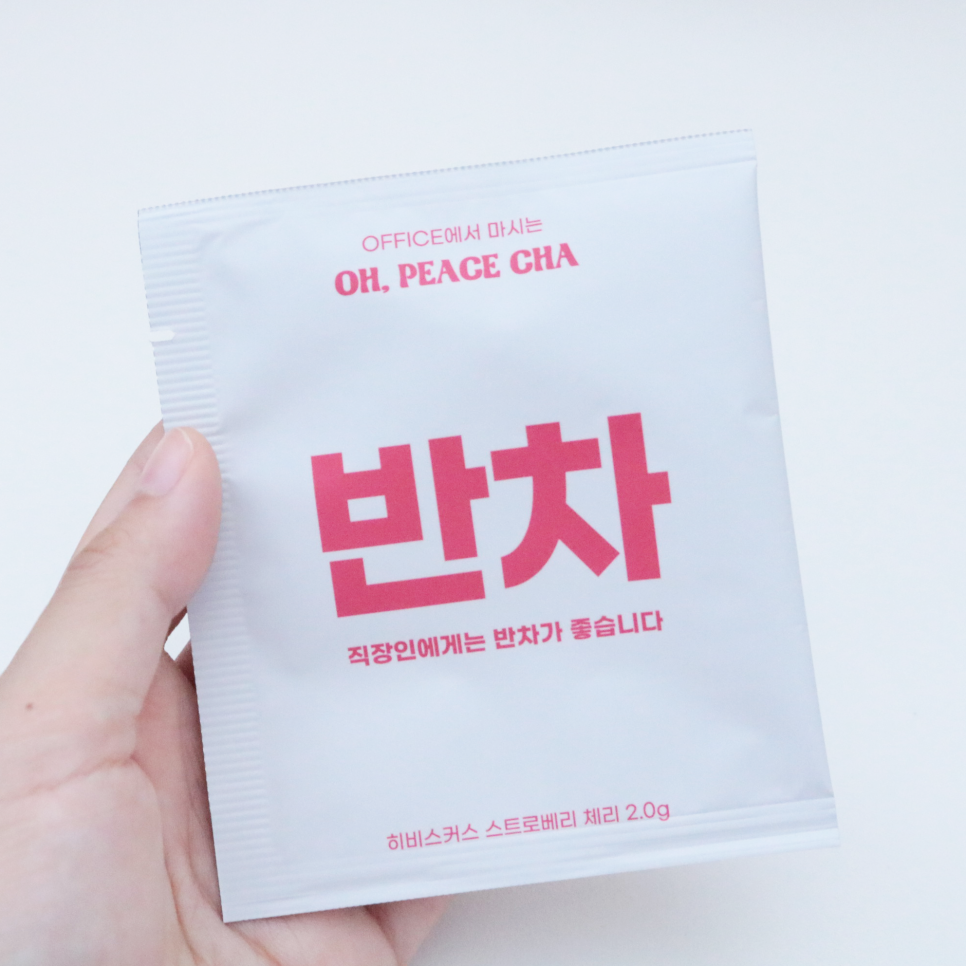 OFFICE에서 마시는
OH, PEACE CHA
반차
직장인에게는 반차가 좋습니다
히비스커스 스트로베리 체리 2.0g